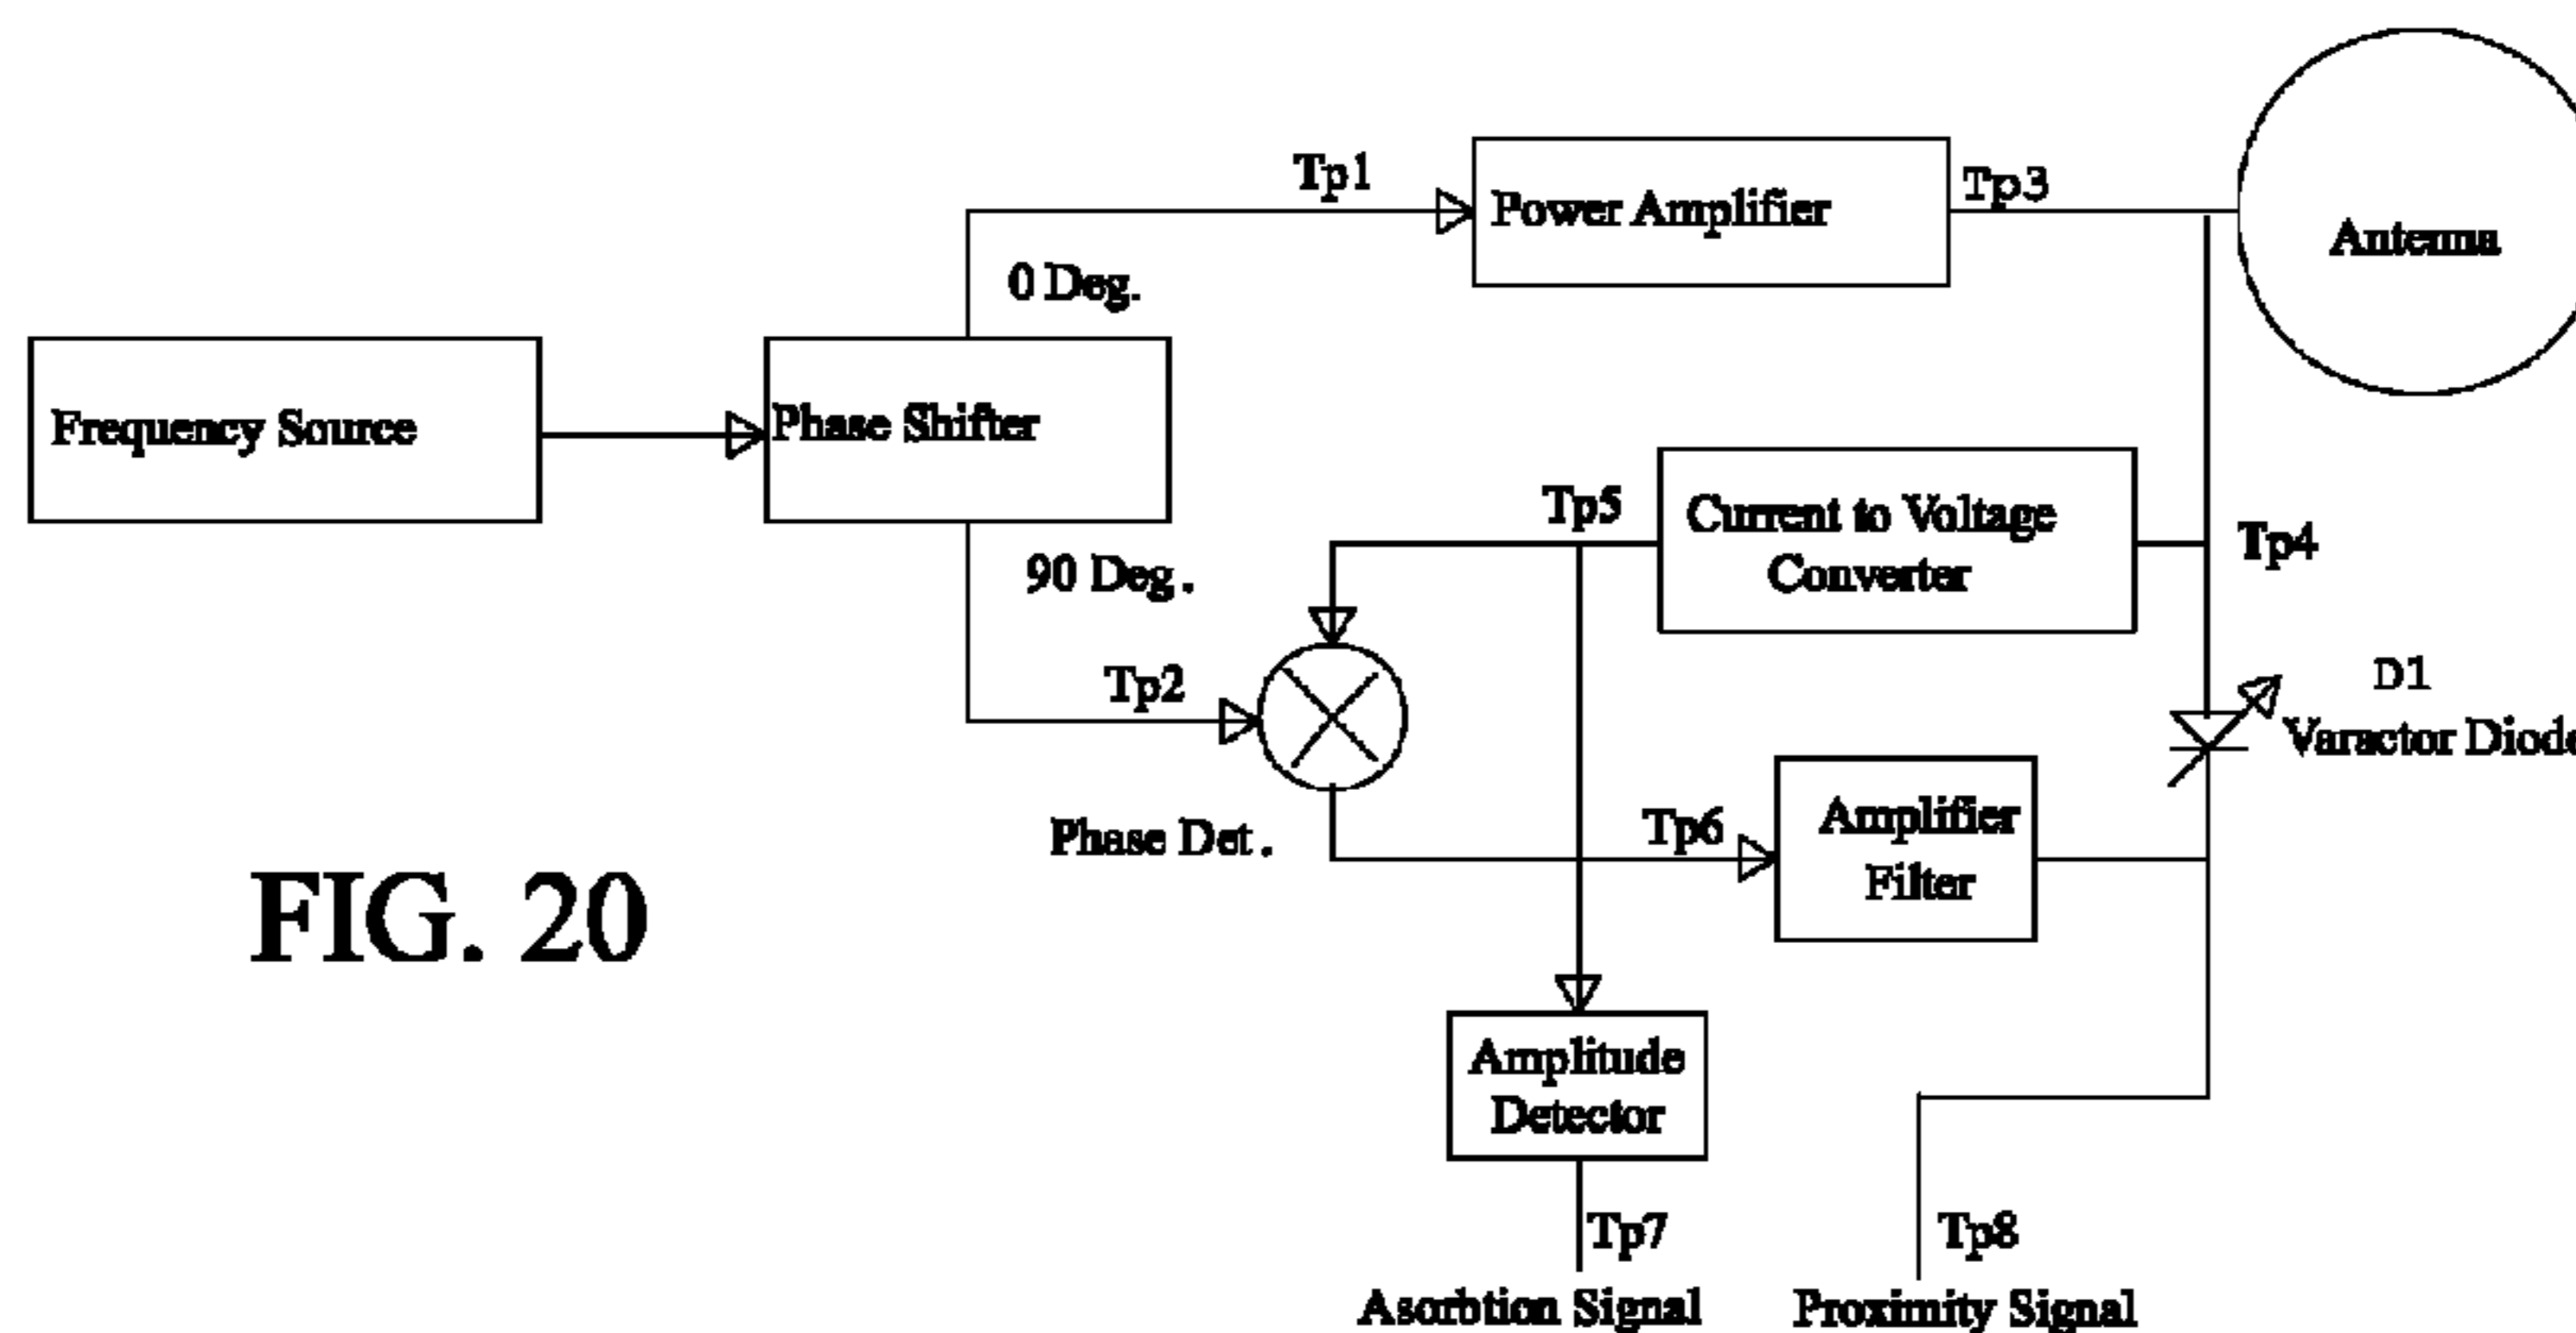 Tp1
Power Amplifier
Tp3
Antenna
0 Deg.
Frequency Source
Phase Shifter
Tp5
Current to Voltage
Converter
Tp4
90 Deg.
Tp2
D1
Varactor Diode
Phase Det.
Tp6
Amplifier
Filter
FIG. 20
Amplitude
Detector
Tp7
Tp8
Asorbtion Signal
Proximity Signal